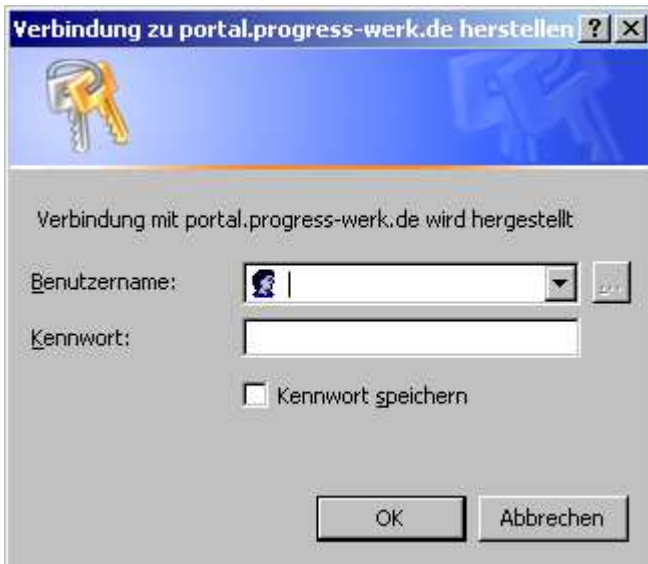 Verbindung zu portal.progress-werk.de herstellen
Verbindung mit portal.progress-werk.de wird hergestellt
Benutzername:
Kennwort:
Kennwort speichern
OK Abbrechen